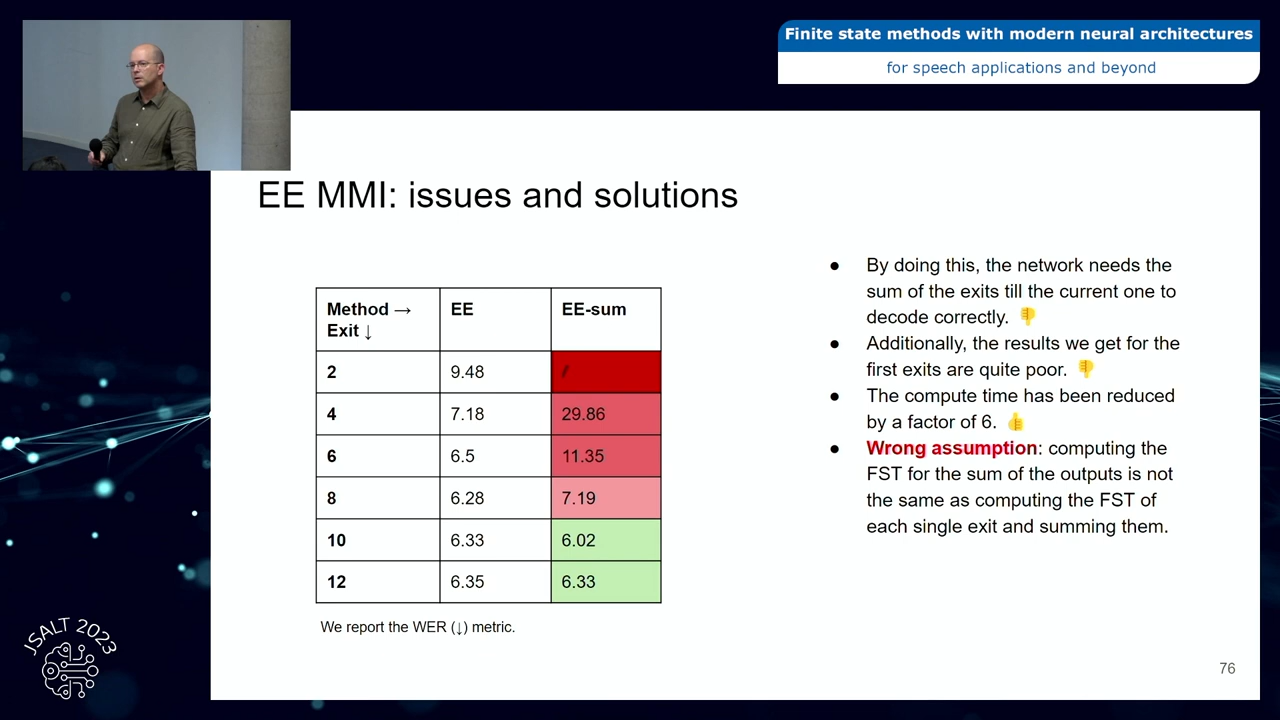 Finite state methods with modern neural architectures
for speech applications and beyond
EE MMI: issues and solutions
Method → EE EE-sum
Exit ↓
2 9.48 /
4 7.18 29.86
6 6.5 11.35
8 6.28 7.19
10 6.33 6.02
12 6.35 6.33
We report the WER (↓) metric.
● By doing this, the network needs the
sum of the exits till the current one to
decode correctly. 👎
● Additionally, the results we get for the
first exits are quite poor. 👎
● The compute time has been reduced
by a factor of 6. 👍
● Wrong assumption: computing the
FST for the sum of the outputs is not
the same as computing the FST of
each single exit and summing them.
JSALT 2023
76